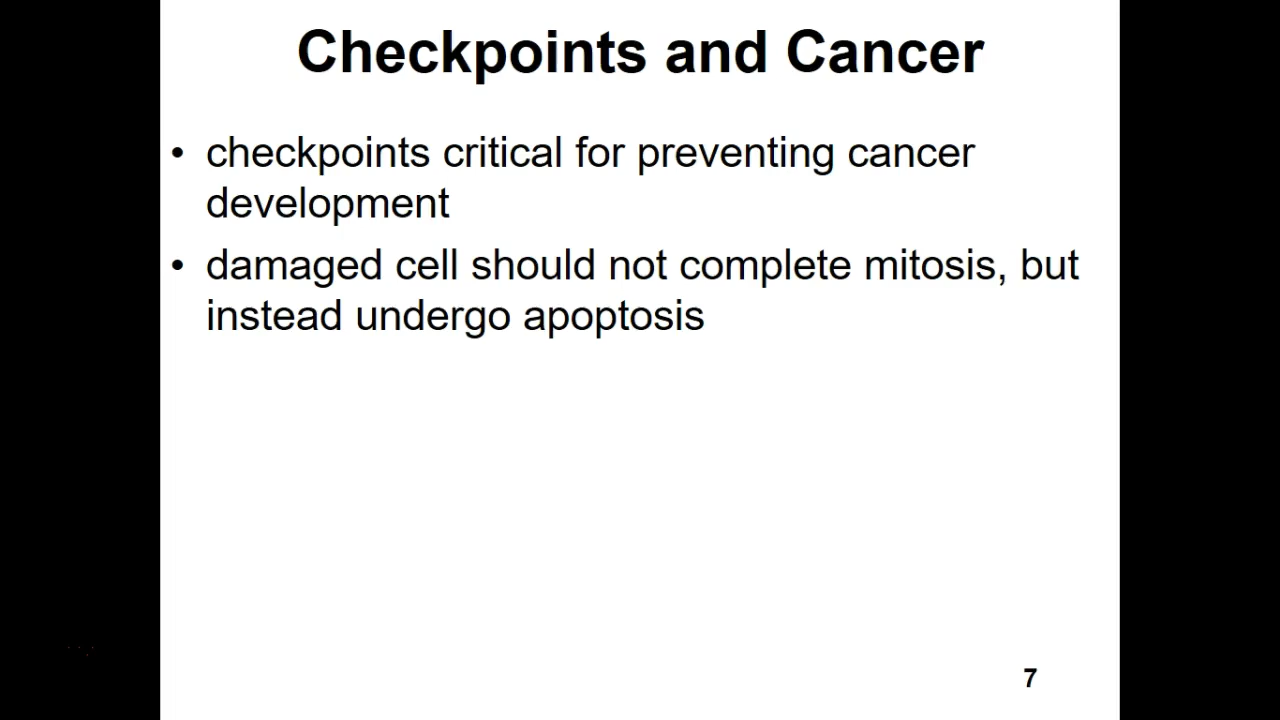 Checkpoints and Cancer
• checkpoints critical for preventing cancer
development
• damaged cell should not complete mitosis, but
instead undergo apoptosis
7